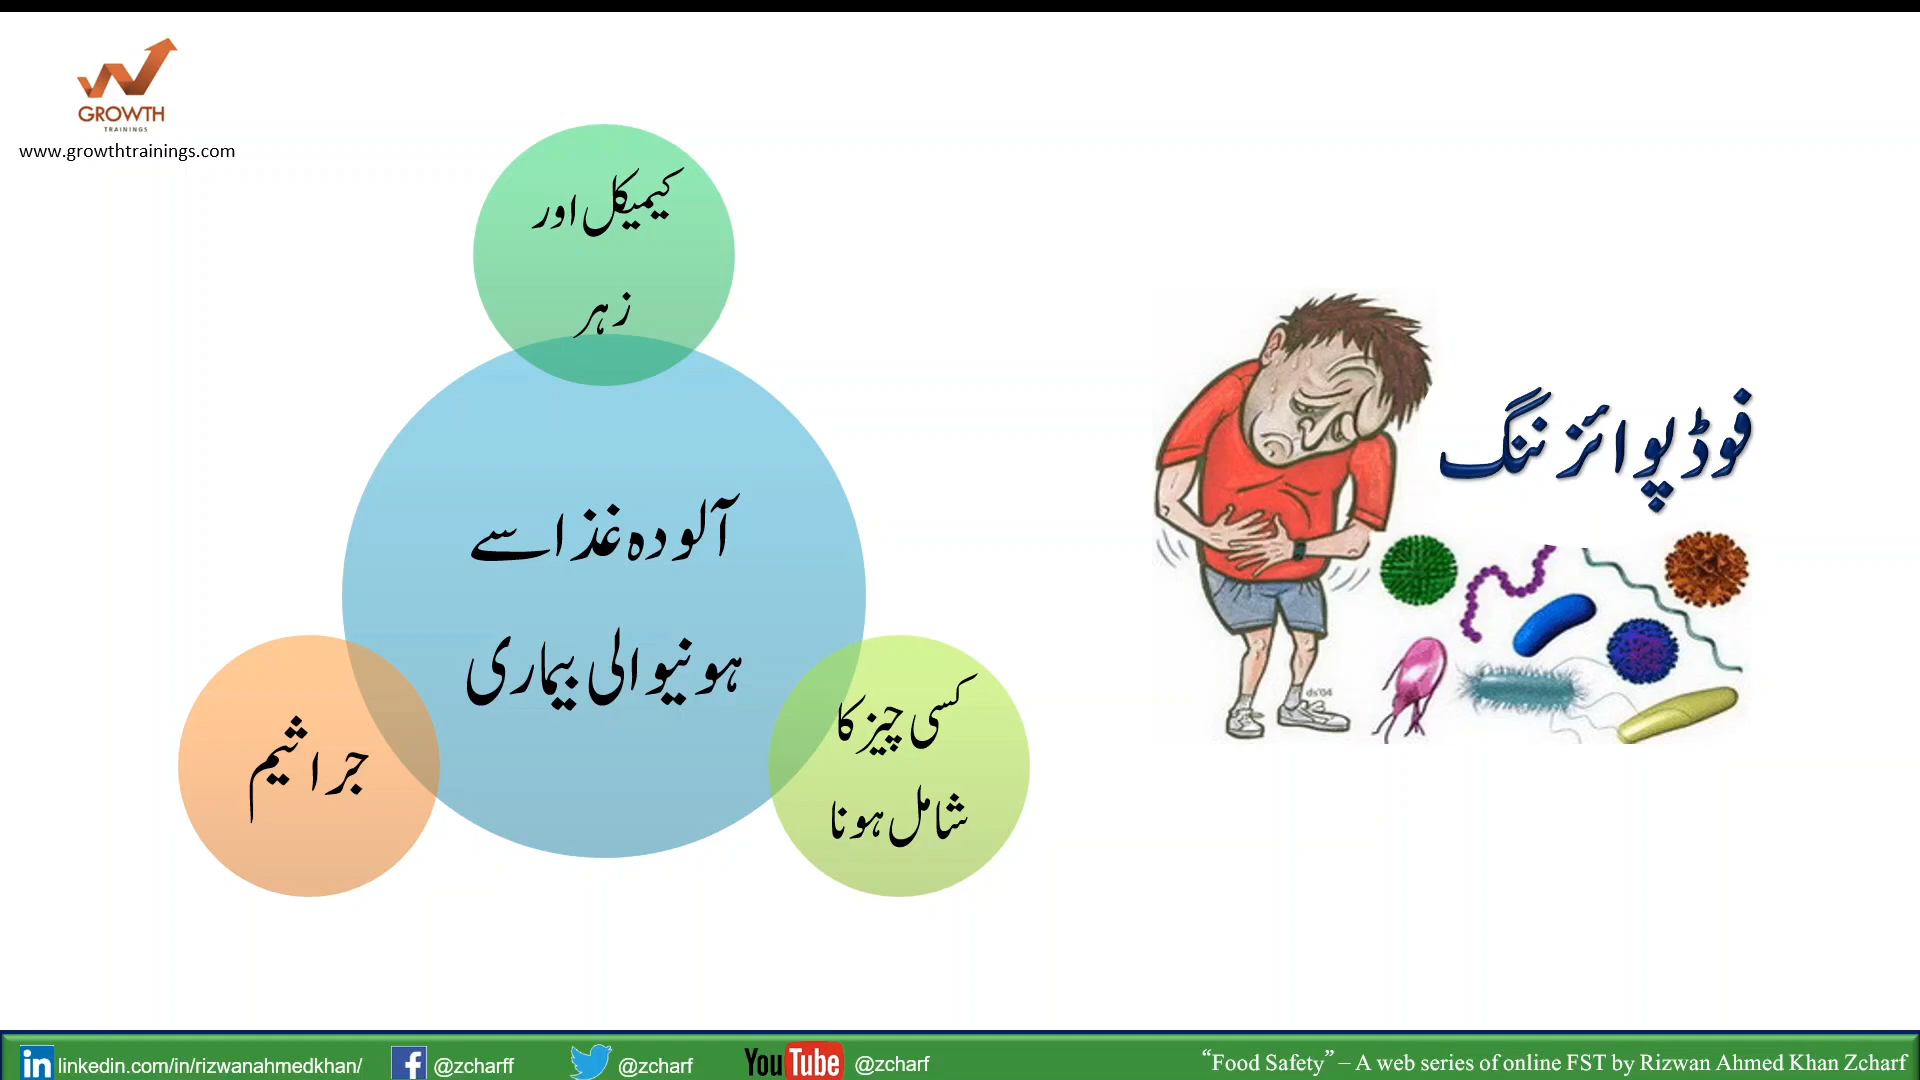 GROWTH
TRAININGS
www.growthtrainings.com
کیمیکل اور
زہر
آلودہ غذا سے
ہونیوالی بیماری
جراثیم
کسی چیز کا
شامل ہونا
فوڈ پوائزننگ
ds'04
linkedin.com/in/rizwanahmedkhan/
@zcharff
@zcharf
YouTube
@zcharf
“Food Safety” – A web series of online FST by Rizwan Ahmed Khan Zcharf